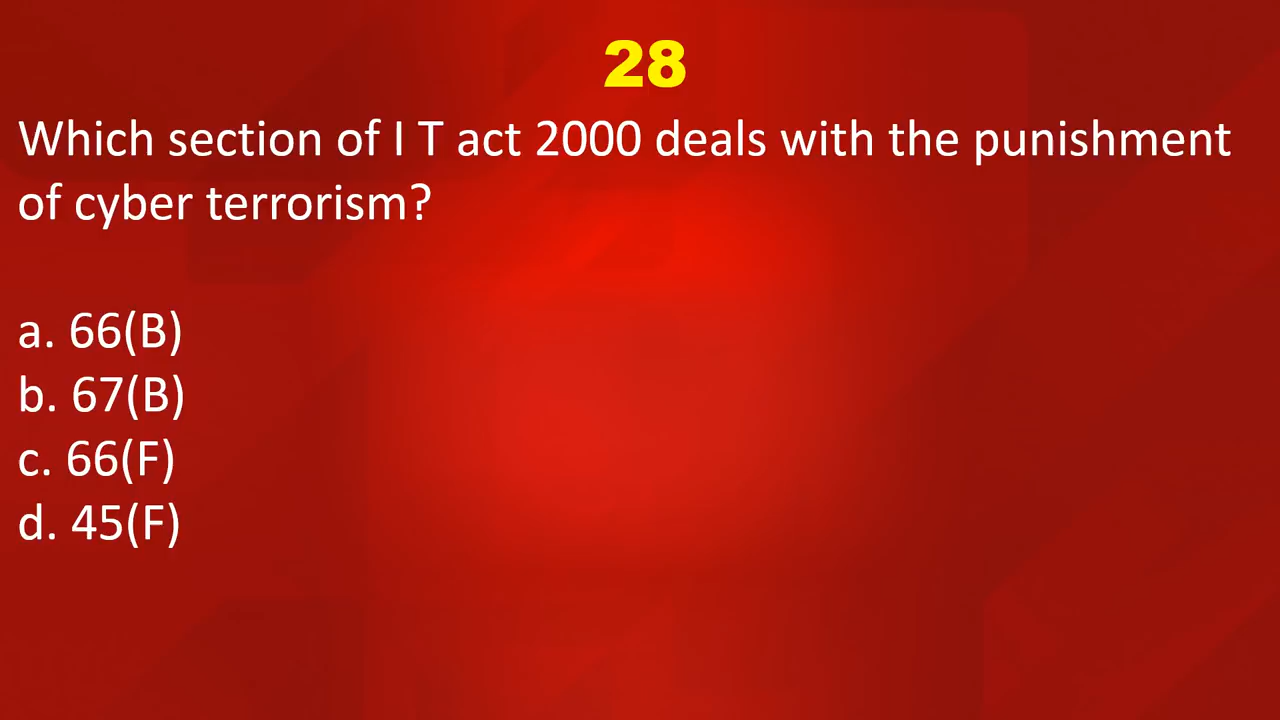 28
Which section of I T act 2000 deals with the punishment
of cyber terrorism?
a. 66(B)
b. 67(B)
c. 66(F)
d. 45(F)